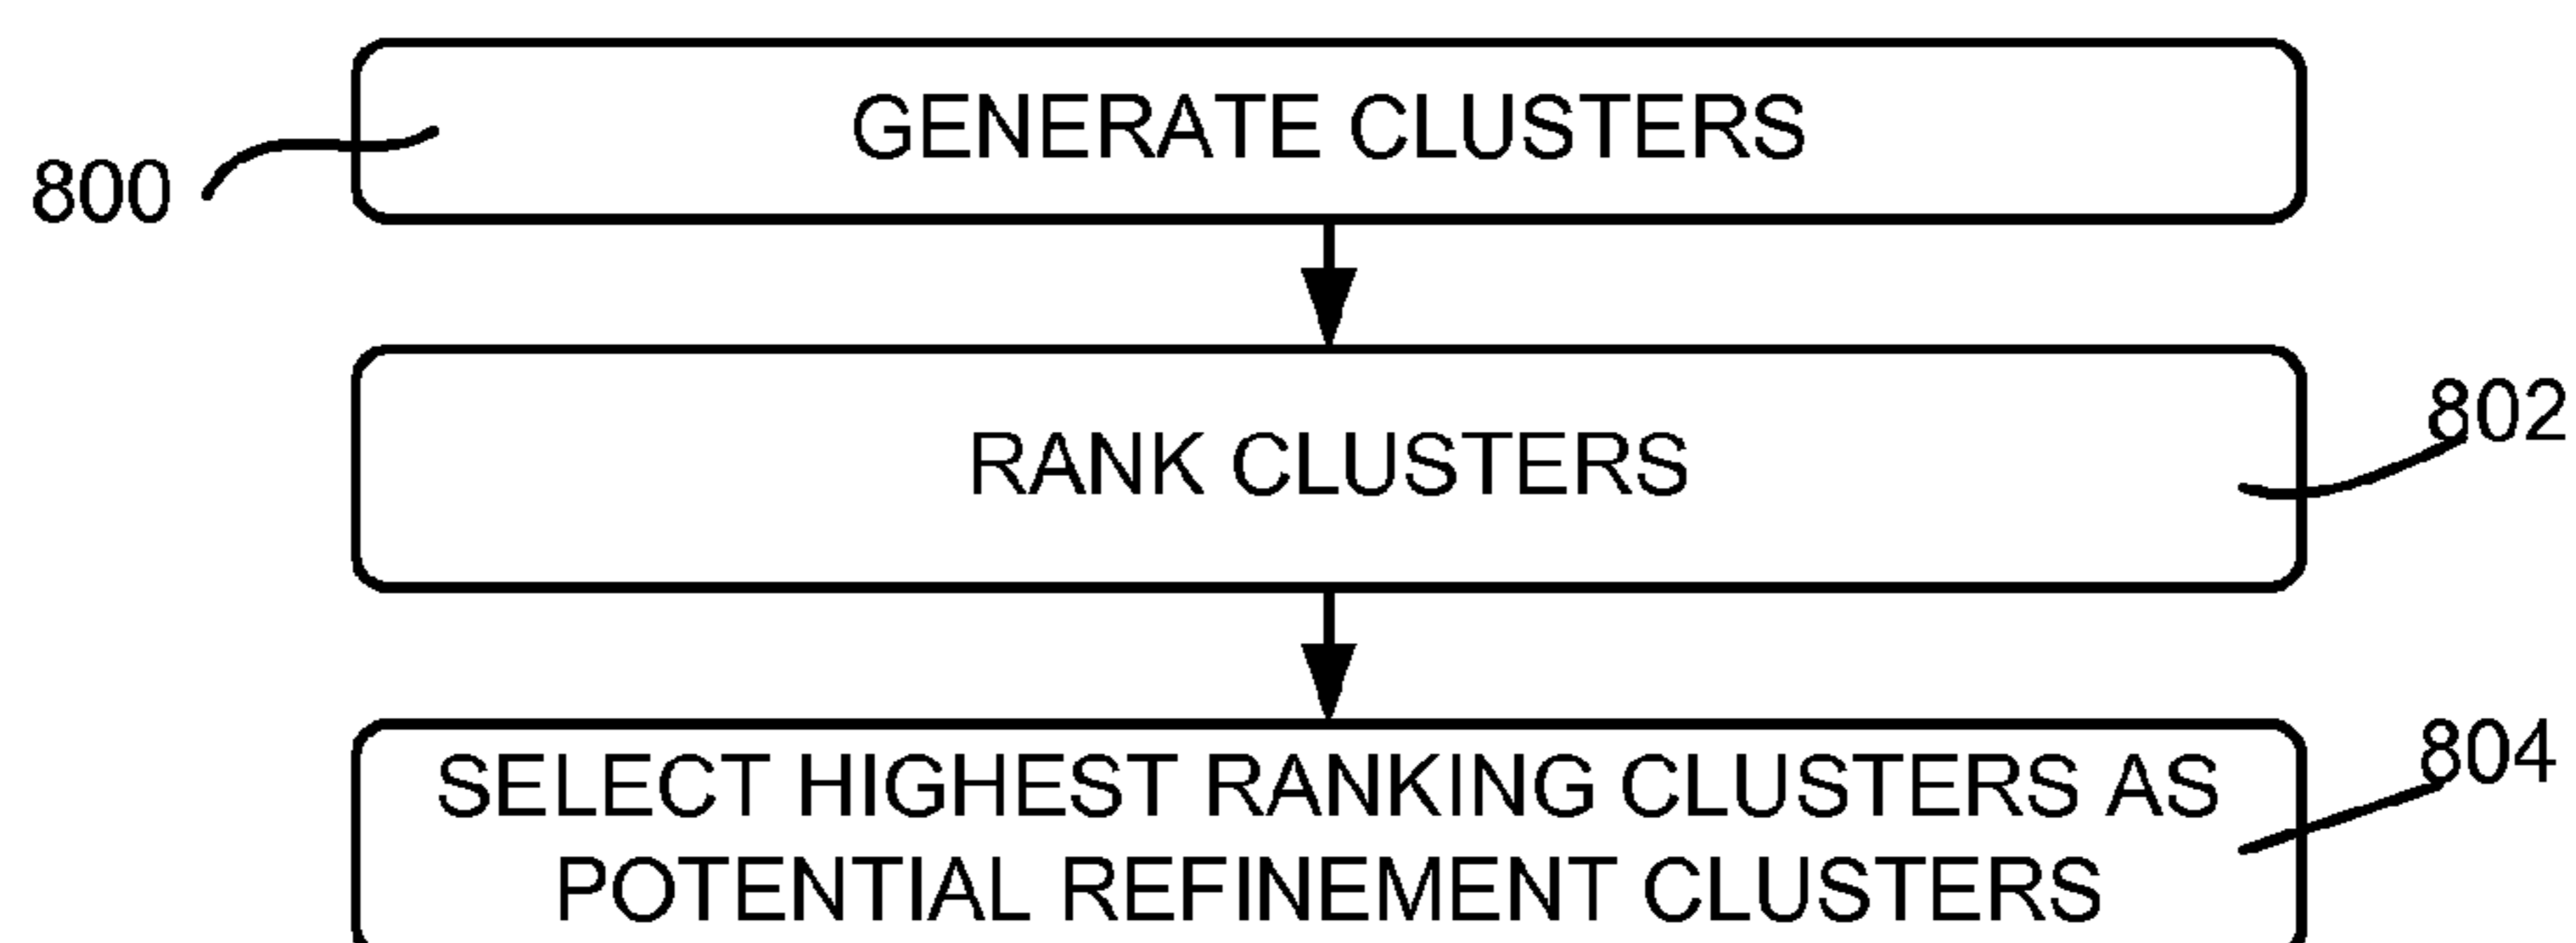 GENERATE CLUSTERS
800
RANK CLUSTERS
802
SELECT HIGHEST RANKING CLUSTERS AS
POTENTIAL REFINEMENT CLUSTERS
804